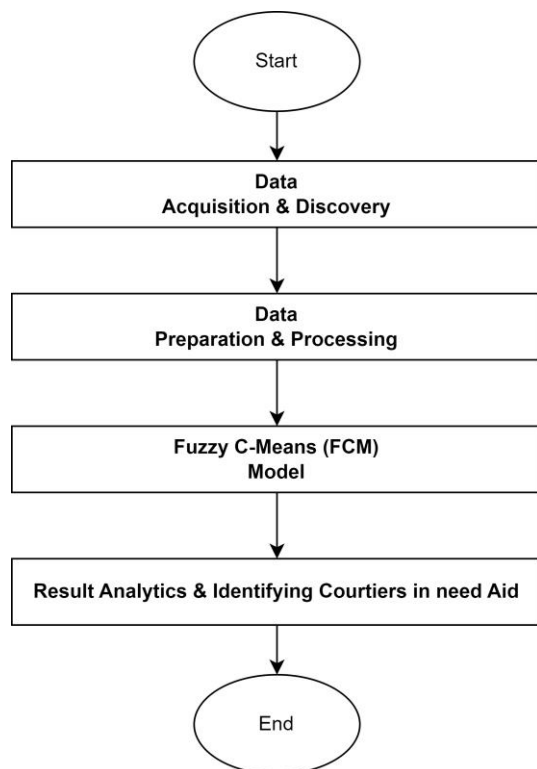 Start
Data
Acquisition & Discovery
Data
Preparation & Processing
Fuzzy C-Means (FCM)
Model
Result Analytics & Identifying Courtiers in need Aid
End